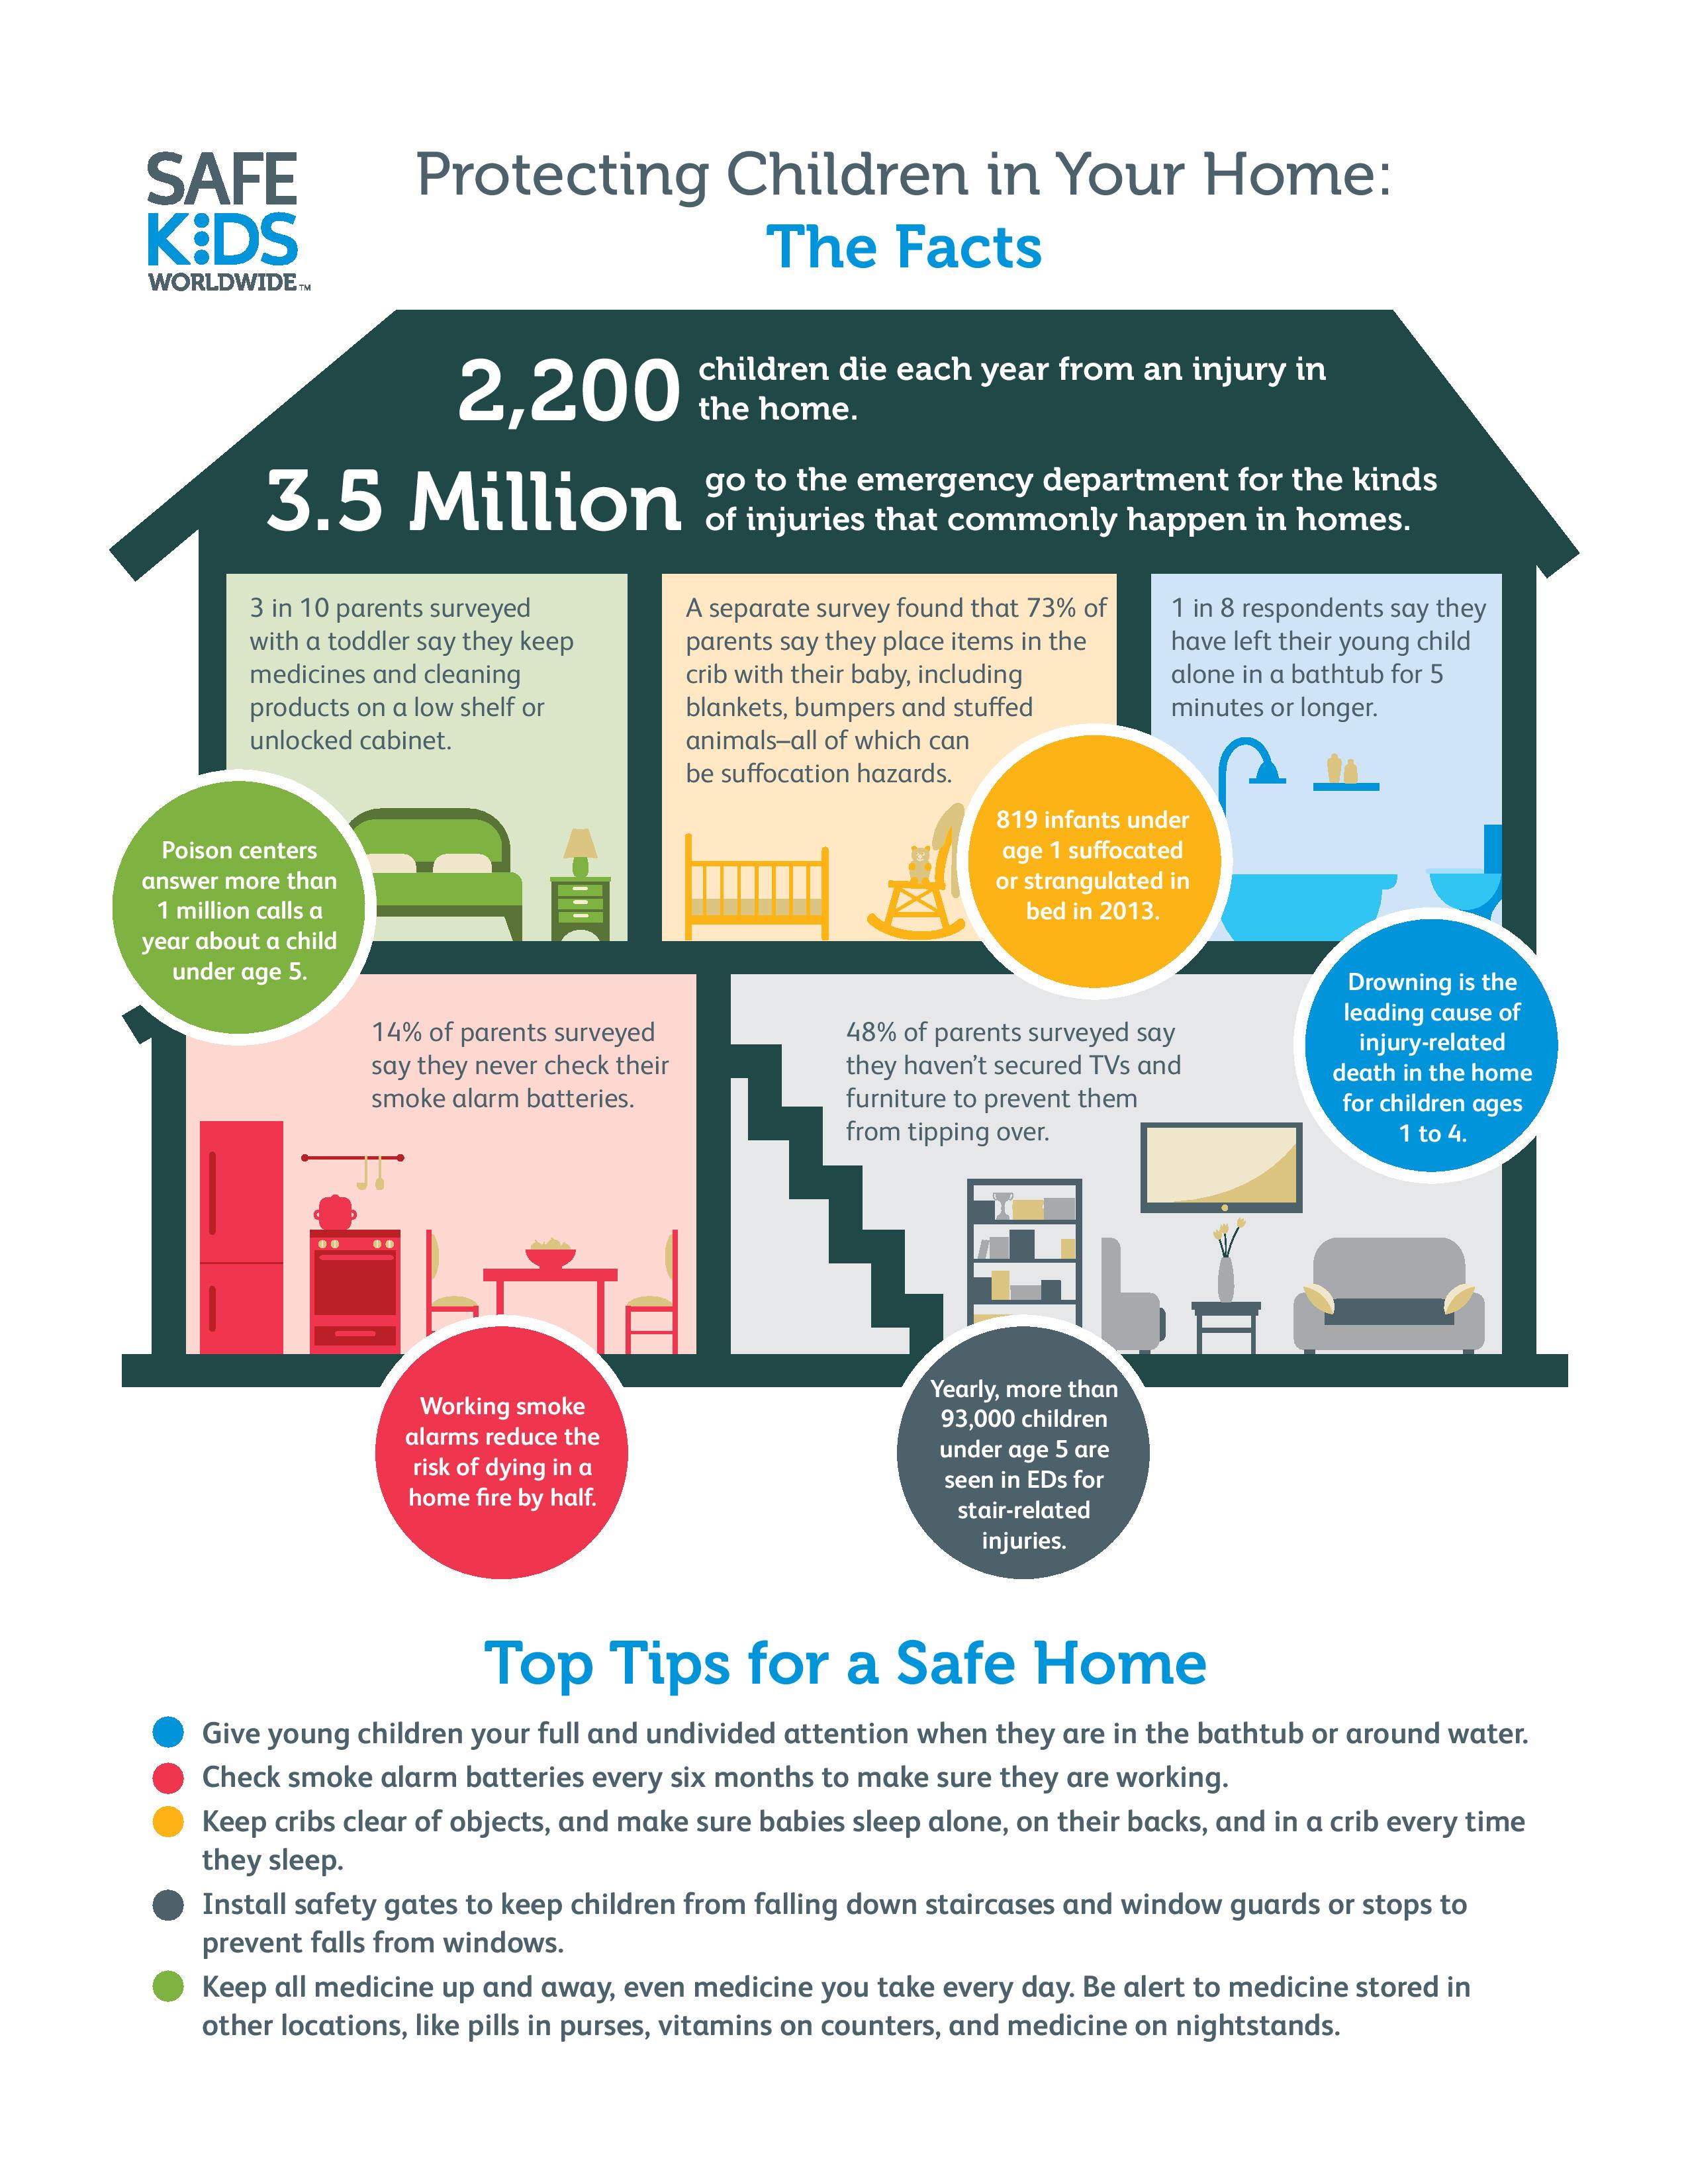 SAFE
KIDS
WORLDWIDE™
Protecting Children in Your Home:
The Facts
2,200 children die each year from an injury in
the home.
3.5 Million go to the emergency department for the kinds
of injuries that commonly happen in homes.
3 in 10 parents surveyed
with a toddler say they keep
medicines and cleaning
products on a low shelf or
unlocked cabinet.
A separate survey found that 73% of
parents say they place items in the
crib with their baby, including
blankets, bumpers and stuffed
animals–all of which can
be suffocation hazards.
1 in 8 respondents say they
have left their young child
alone in a bathtub for 5
minutes or longer.
Poison centers
answer more than
1 million calls a
year about a child
under age 5.
819 infants under
age 1 suffocated
or strangulated in
bed in 2013.
Drowning is the
leading cause of
injury-related
death in the home
for children ages
1 to 4.
14% of parents surveyed
say they never check their
smoke alarm batteries.
48% of parents surveyed say
they haven't secured TVs and
furniture to prevent them
from tipping over.
Working smoke
alarms reduce the
risk of dying in a
home fire by half.
Yearly, more than
93,000 children
under age 5 are
seen in EDs for
stair-related
injuries.
Top Tips for a Safe Home
Give young children your full and undivided attention when they are in the bathtub or around water.
Check smoke alarm batteries every six months to make sure they are working.
Keep cribs clear of objects, and make sure babies sleep alone, on their backs, and in a crib every time
they sleep.
Install safety gates to keep children from falling down staircases and window guards or stops to
prevent falls from windows.
Keep all medicine up and away, even medicine you take every day. Be alert to medicine stored in
other locations, like pills in purses, vitamins on counters, and medicine on nightstands.